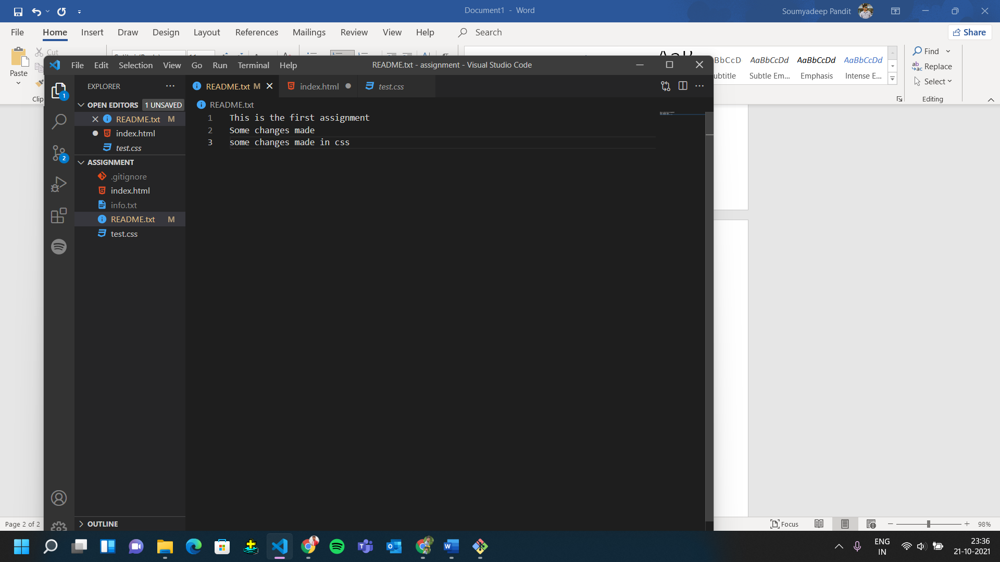 Document1 - Word
Soumyadeep Pandit
File Home Insert Draw Design Layout References Mailings Review View Help Search
Share
Cut
Paste
Find
Replace
Select
Editing
AaBbCcDd AaBbCcDd AaBbCcDd
Subtle Em... Emphasis Intense E...
File Edit Selection View Go Run Terminal Help
README.txt - assignment - Visual Studio Code
EXPLORER
README.txt M index.html test.css
OPEN EDITORS 1 UNSAVED
README.txt M
index.html
test.css
ASSIGNMENT
.gitignore
index.html
info.txt
README.txt M
test.css
OUTLINE
1
2
README.txt
1 This is the first assignment
2 Some changes made
3 some changes made in css
Page 2 of 2
Focus
98%
ENG
IN
23:36
21-10-2021